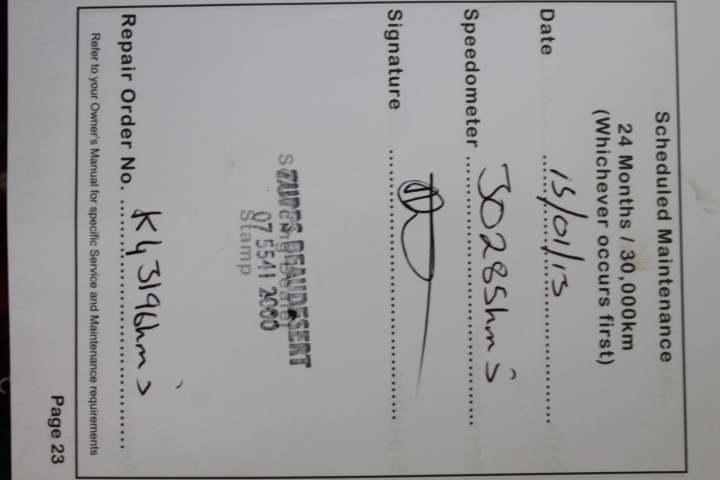 Scheduled Maintenance
24 Months / 30,000km
(Whichever occurs first)
Date 15/01/13
Speedometer 30285kms
Signature
BEAUDESERT
07 5541 2000
Stamp
Repair Order No. K43196kms
Refer to your Owner's Manual for specific Service and Maintenance requirements
Page 23